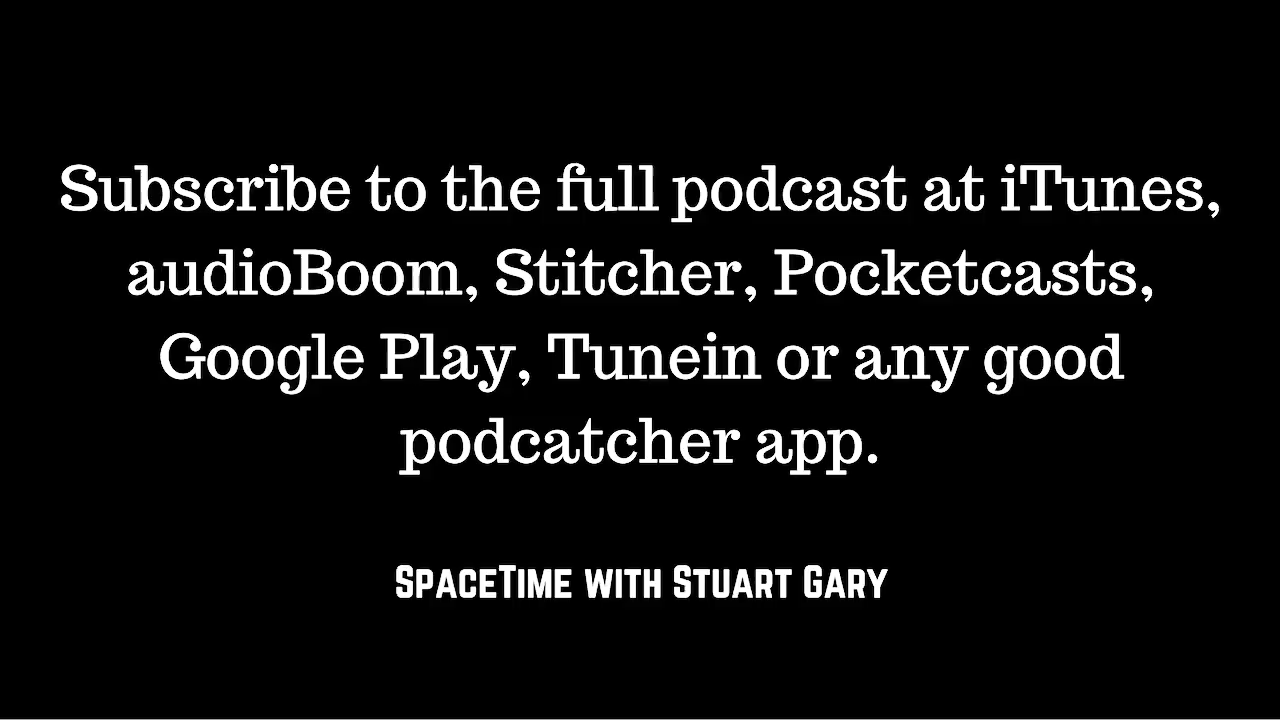 Subscribe to the full podcast at iTunes,
audioBoom, Stitcher, Pocketcasts,
Google Play, Tunein or any good
podcatcher app.
SpaceTime with Stuart Gary